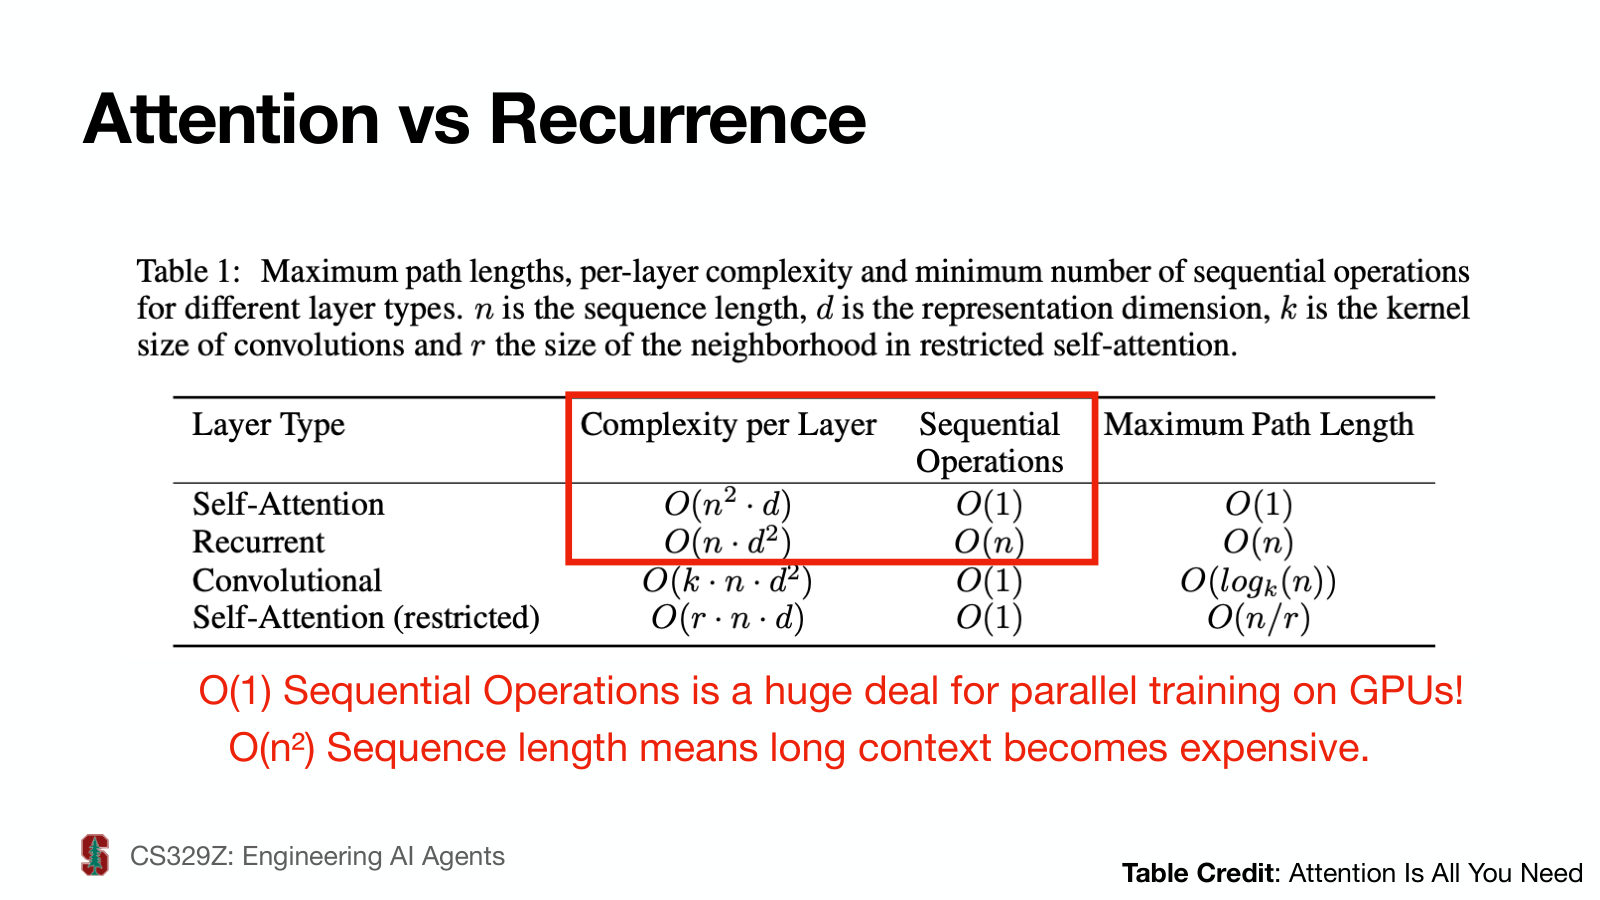 Attention vs Recurrence
Table 1: Maximum path lengths, per-layer complexity and minimum number of sequential operations
for different layer types. n is the sequence length, d is the representation dimension, k is the kernel
size of convolutions and r the size of the neighborhood in restricted self-attention.
Layer Type Complexity per Layer Sequential Operations Maximum Path Length
Self-Attention O(n² · d) O(1) O(1)
Recurrent O(n · d²) O(n) O(n)
Convolutional O(k · n · d²) O(1) O(logₖ(n))
Self-Attention (restricted) O(r · n · d) O(1) O(n/r)
O(1) Sequential Operations is a huge deal for parallel training on GPUs!
O(n²) Sequence length means long context becomes expensive.
S
CS329Z: Engineering AI Agents
Table Credit: Attention Is All You Need